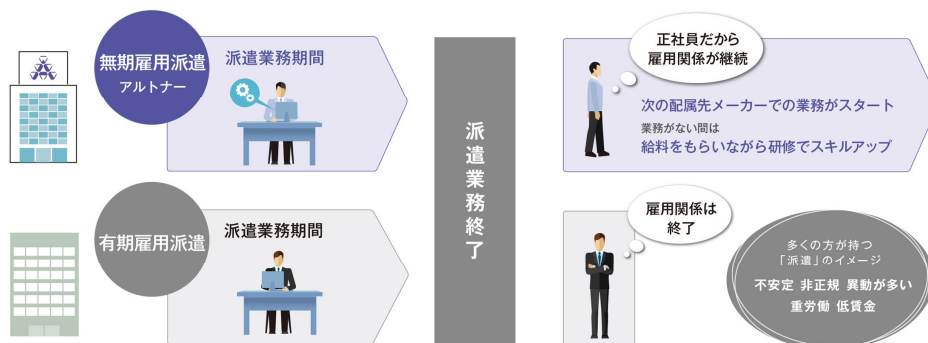 無期雇用派遣
アルトナー
派遣業務期間
派遣業務終了
正社員だから
雇用関係が継続
次の配属先メーカーでの業務がスタート
業務がない間は
給料をもらいながら研修でスキルアップ
有期雇用派遣
派遣業務期間
雇用関係は
終了
多くの方が持つ
「派遣」のイメージ
不安定 非正規 異動が多い
重労働 低賃金